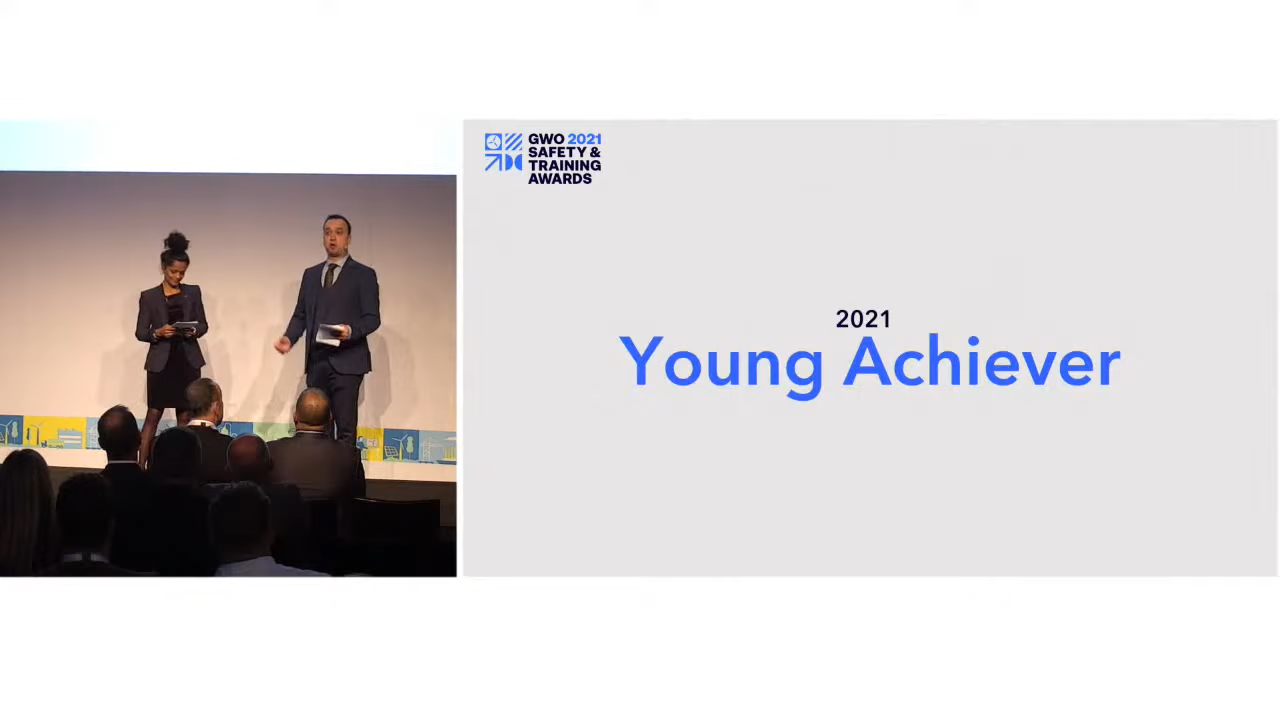 GWO 2021
SAFETY &
TRAINING
AWARDS
2021
Young Achiever